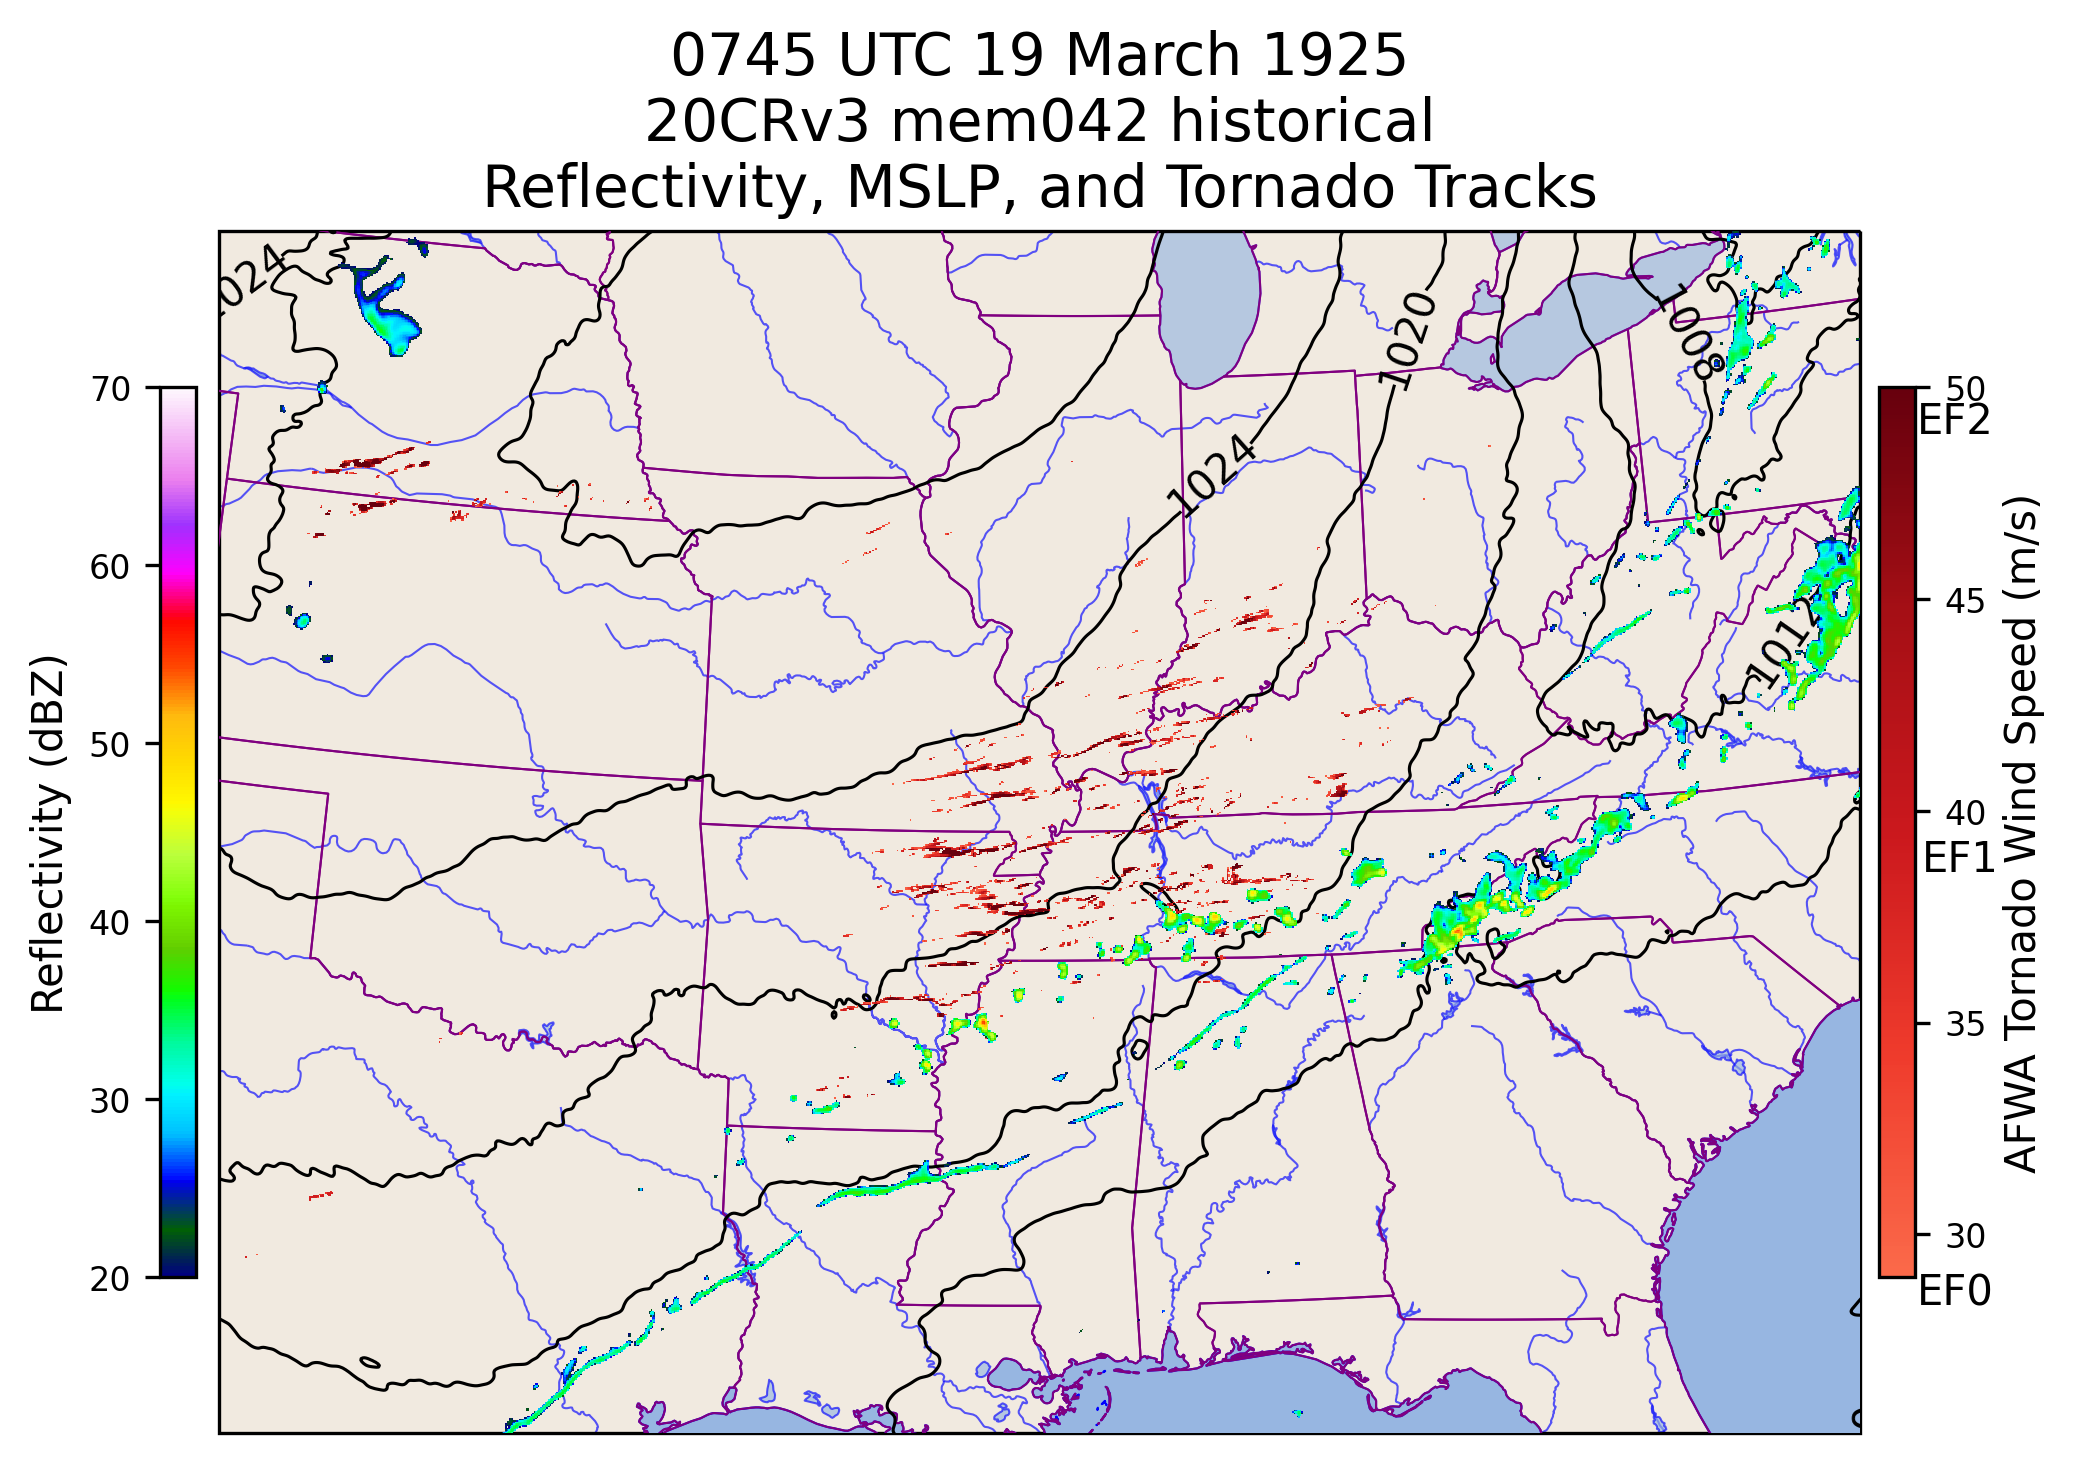 0745 UTC 19 March 1925
20CRv3 mem042 historical
Reflectivity, MSLP, and Tornado Tracks
1024
1020
1008
1024
1012
70
60
50
40
30
20
Reflectivity (dBZ)
50
EF2
45
40
EF1
35
30
EF0
AFWA Tornado Wind Speed (m/s)